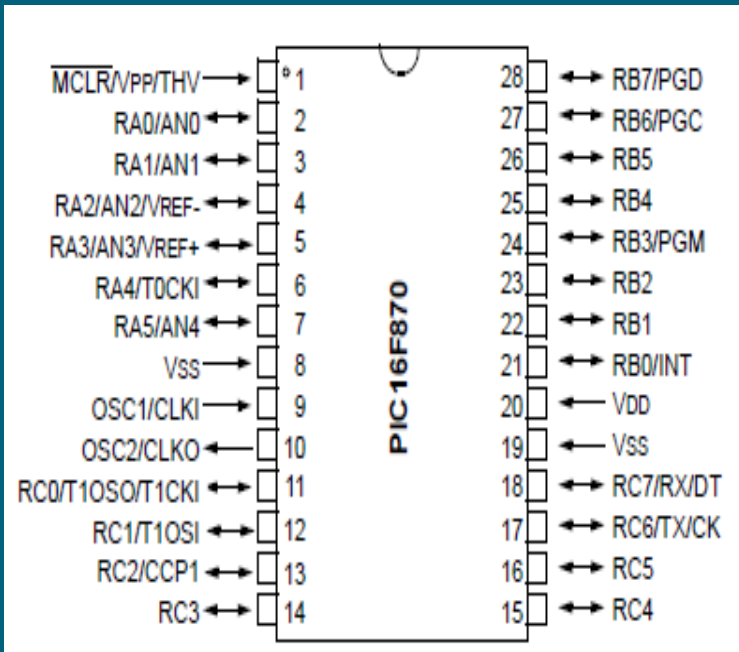 MCLR/VPP/THV 1 28 RB7/PGD
RA0/AN0 2 27 RB6/PGC
RA1/AN1 3 26 RB5
RA2/AN2/VREF- 4 25 RB4
RA3/AN3/VREF+ 5 24 RB3/PGM
RA4/T0CKI 6 23 RB2
RA5/AN4 7 22 RB1
VSS 8 21 RB0/INT
OSC1/CLKI 9 20 VDD
OSC2/CLKO 10 19 VSS
RC0/T1OSO/T1CKI 11 18 RC7/RX/DT
RC1/T1OSI 12 17 RC6/TX/CK
RC2/CCP1 13 16 RC5
RC3 14 15 RC4
PIC16F870